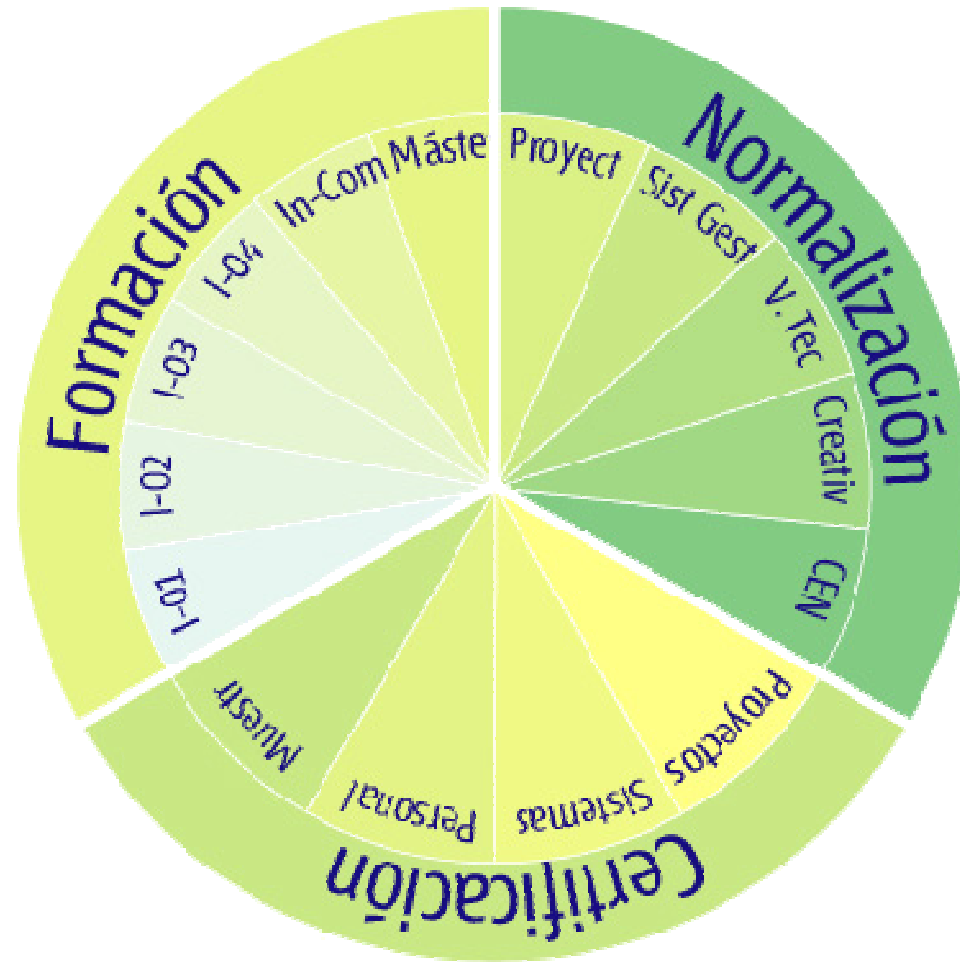 Normalización
Proyect
Sist Gest
V. Tec
Creativ
CEN
Certificación
Proyectos
Sistemas
Personal
Muestr
Formación
I-01
I-02
I-03
I-04
In-Com
Máste